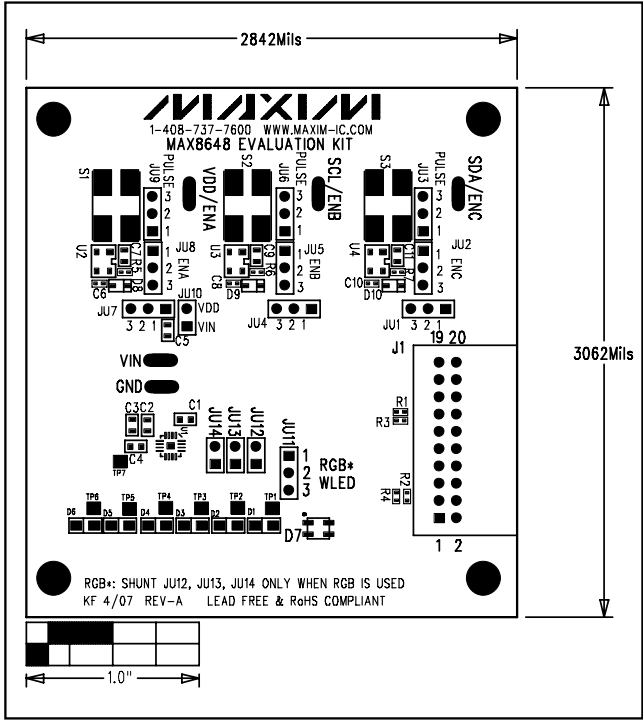 2842Mils
MAXIM
1-408-737-7600 WWW.MAXIM-IC.COM
MAX8648 EVALUATION KIT
S1
PULSE
JU9
3
2
1
VDD/ENA
S2
PULSE
JU6
3
2
1
SCL/ENB
S3
PULSE
JU3
3
2
1
SDA/ENC
U2
C7
R5
C6
D8
JU8
1
2
3
ENA
U3
C9
R6
C8
D9
JU5
1
2
3
ENB
U4
C11
R7
C10
D10
JU2
1
2
3
ENC
JU7
3 2 1
JU10
VDD
VIN
C5
JU4
3 2 1
JU1
3 2 1
J1
19 20
3062Mils
VIN
GND
C3
C2
C1
U1
C4
TP7
JU14
JU13
JU12
JU11
1
2
3
RGB*
WLED
R1
R3
R2
R4
1 2
TP6
TP5
TP4
TP3
TP2
TP1
D6
D5
D4
D3
D2
D1
D7
RGB*: SHUNT JU12, JU13, JU14 ONLY WHEN RGB IS USED
KF 4/07 REV-A LEAD FREE & RoHS COMPLIANT
1.0"